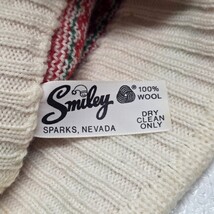 Smiley
100%
WOOL
SPARKS, NEVADA
DRY
CLEAN
ONLY